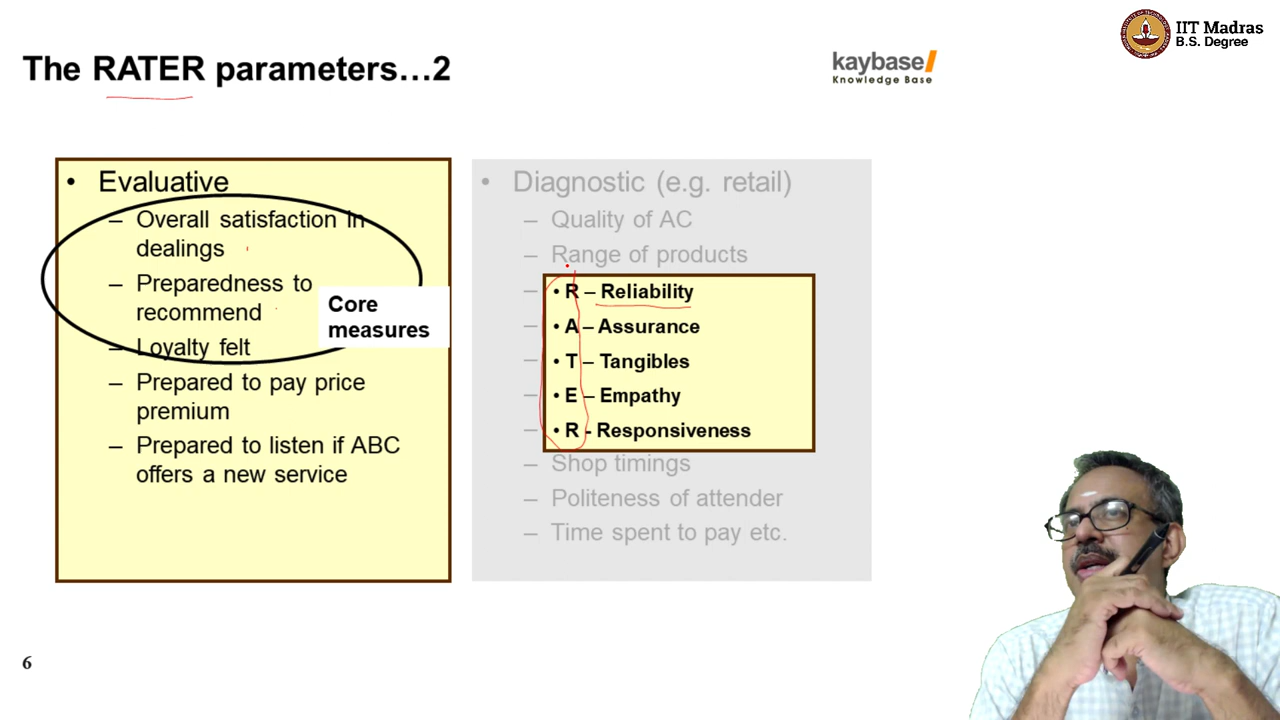 The RATER parameters...2
kaybase/
Knowledge Base
IIT Madras
B.S. Degree
• Evaluative
– Overall satisfaction in
dealings
– Preparedness to
recommend
– Loyalty felt
– Prepared to pay price
premium
– Prepared to listen if ABC
offers a new service
Core
measures
• Diagnostic (e.g. retail)
– Quality of AC
– Range of products
• R – Reliability
• A – Assurance
• T – Tangibles
• E – Empathy
• R - Responsiveness
– Shop timings
– Politeness of attender
– Time spent to pay etc.
6